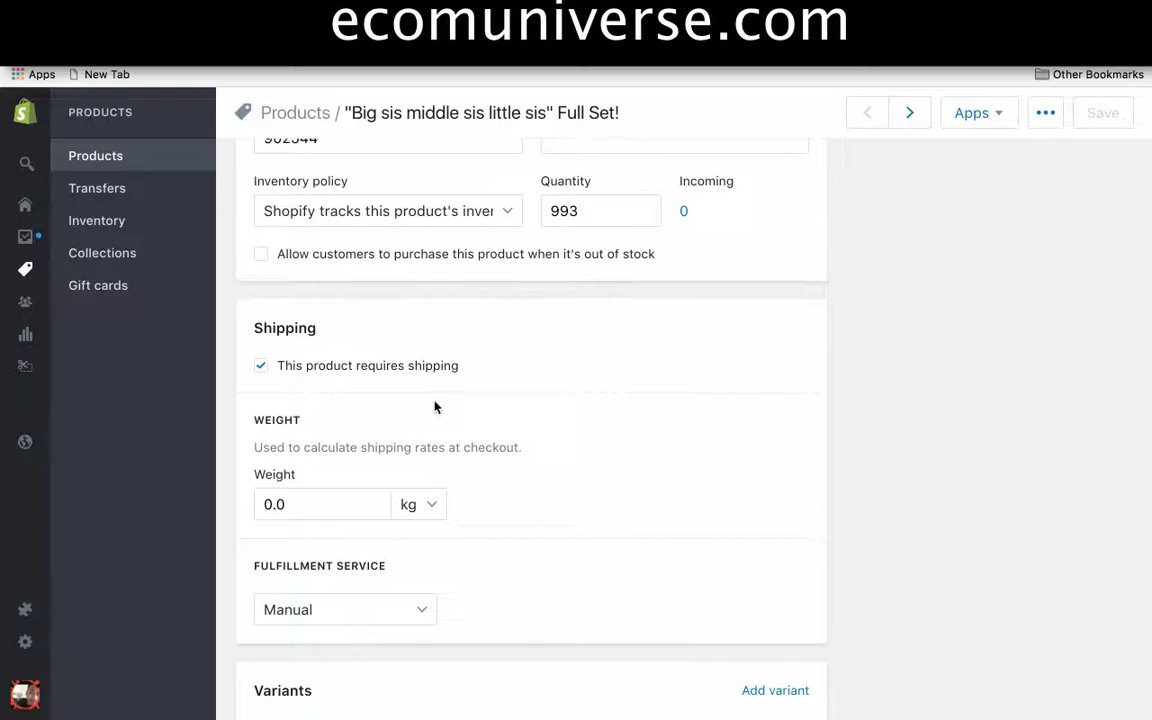 ecomuniverse.com
Apps New Tab Other Bookmarks
PRODUCTS
Products / "Big sis middle sis little sis" Full Set!
Apps
Save
Products
Transfers
Inventory
Collections
Gift cards
Inventory policy Quantity Incoming
Shopify tracks this product's inver 993 0
Allow customers to purchase this product when it's out of stock
Shipping
This product requires shipping
WEIGHT
Used to calculate shipping rates at checkout.
Weight
0.0 kg
FULFILLMENT SERVICE
Manual
Variants Add variant